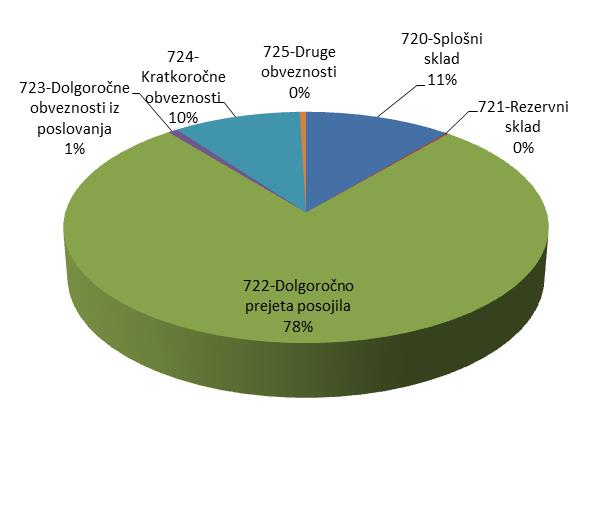 725-Druge
obveznosti
0%
720-Splošni
sklad
11%
721-Rezervni
sklad
0%
722-Dolgoročno
prejeta posojila
78%
723-Dolgoročne
obveznosti iz
poslovanja
1%
724-
Kratkoročne
obveznosti
10%